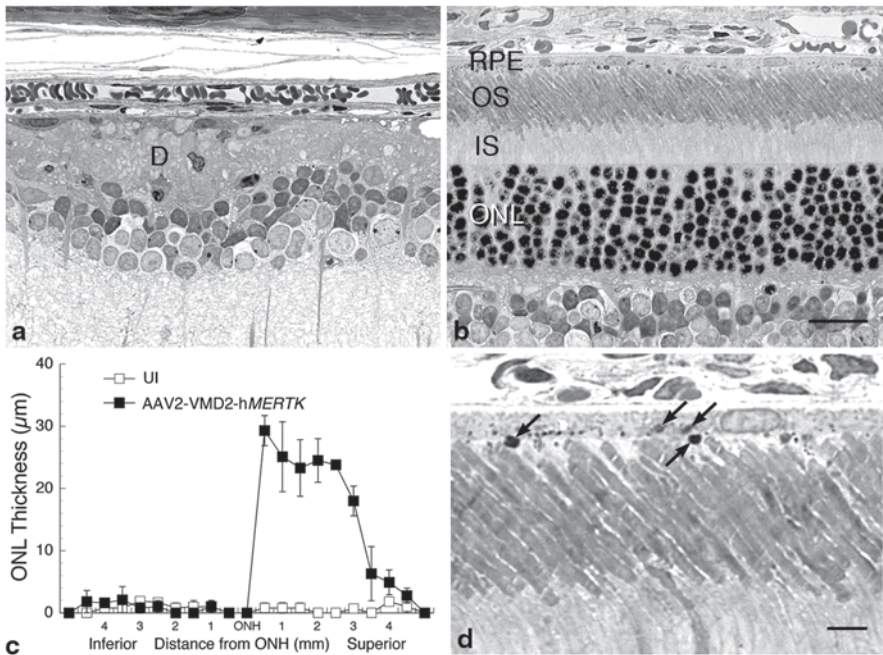 D
a
RPE
OS
IS
ONL
b
40
30
20
10
0
ONL Thickness (µm)
UI
AAV2-VMD2-hMERTK
4 3 2 1 ONH 1 2 3 4
Inferior Distance from ONH (mm) Superior
c
d